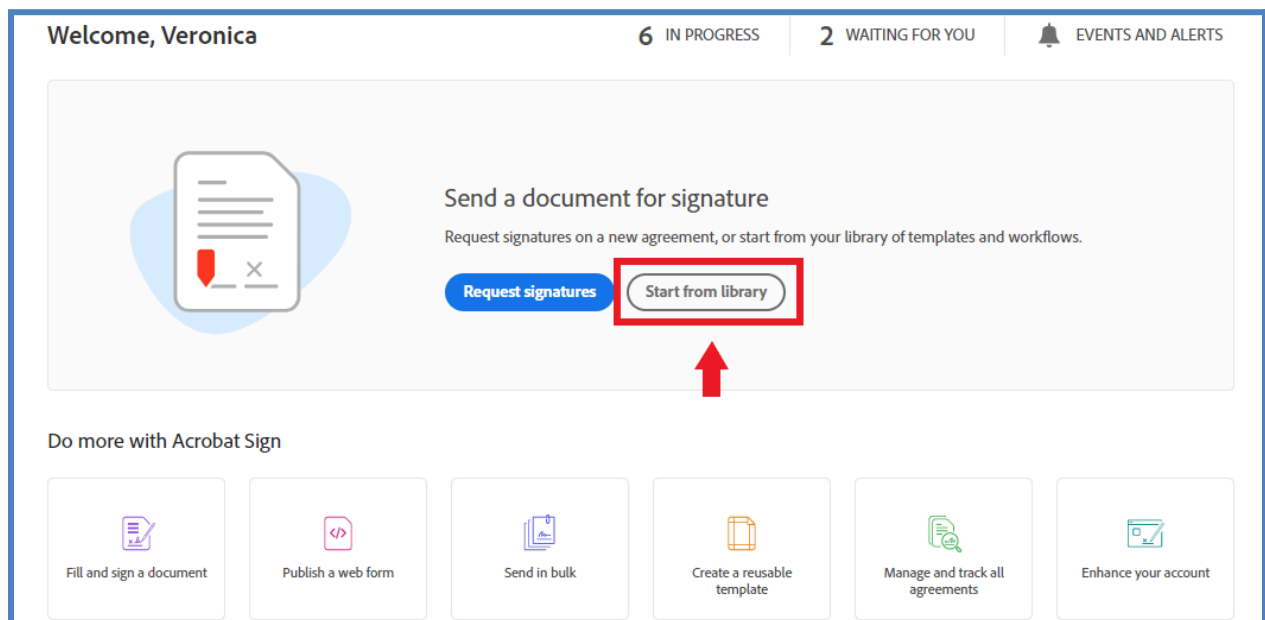 Welcome, Veronica
6 IN PROGRESS
2 WAITING FOR YOU
EVENTS AND ALERTS
Send a document for signature
Request signatures on a new agreement, or start from your library of templates and workflows.
Request signatures
Start from library
Do more with Acrobat Sign
Fill and sign a document
Publish a web form
Send in bulk
Create a reusable
template
Manage and track all
agreements
Enhance your account